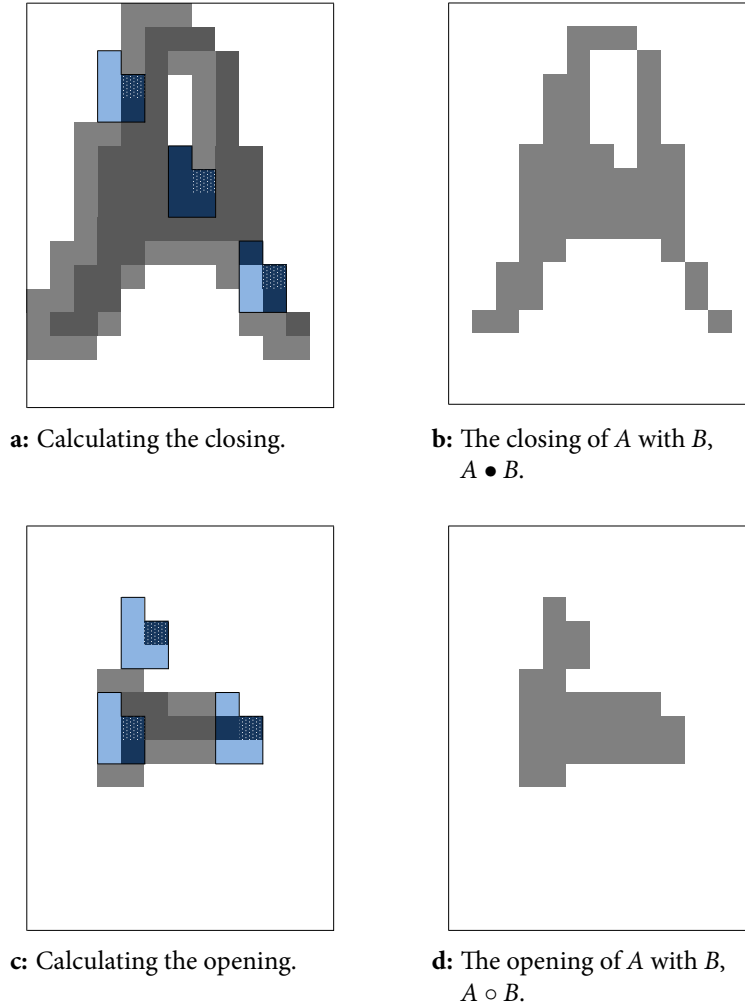 a: Calculating the closing.
b: The closing of A with B,
A • B.
c: Calculating the opening.
d: The opening of A with B,
A ∘ B.